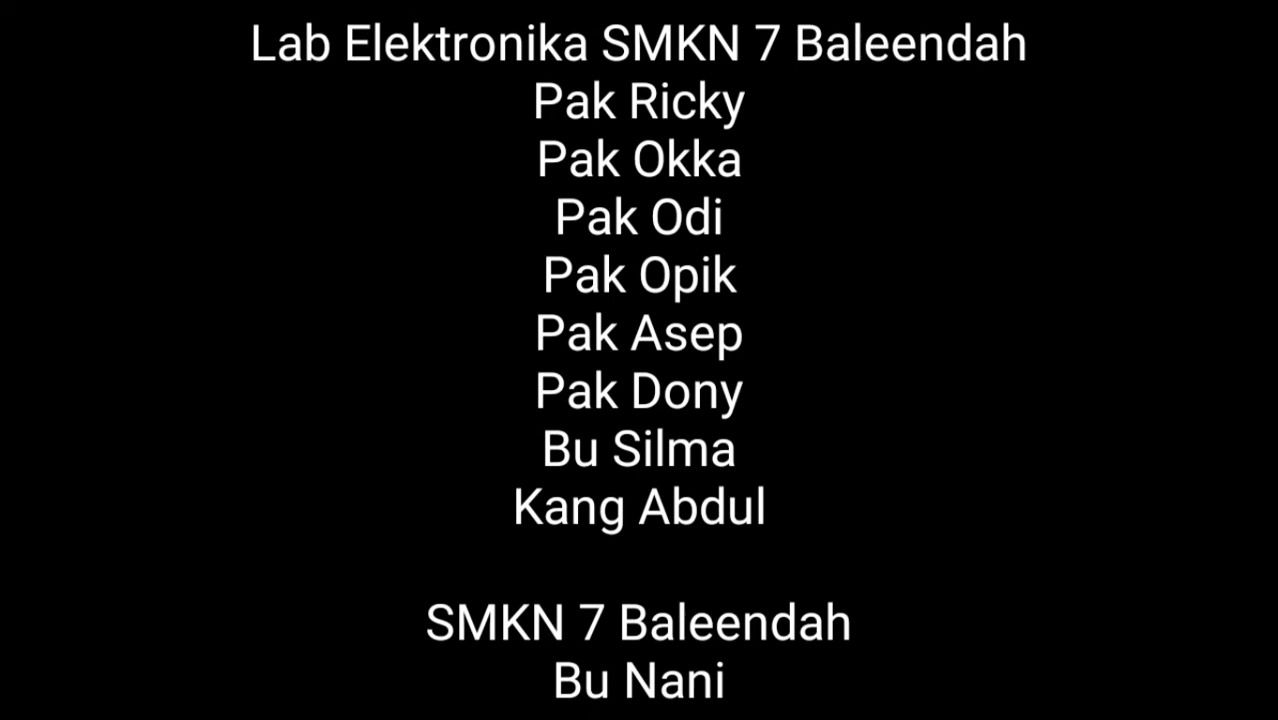 Lab Elektronika SMKN 7 Baleendah
Pak Ricky
Pak Okka
Pak Odi
Pak Opik
Pak Asep
Pak Dony
Bu Silma
Kang Abdul
SMKN 7 Baleendah
Bu Nani